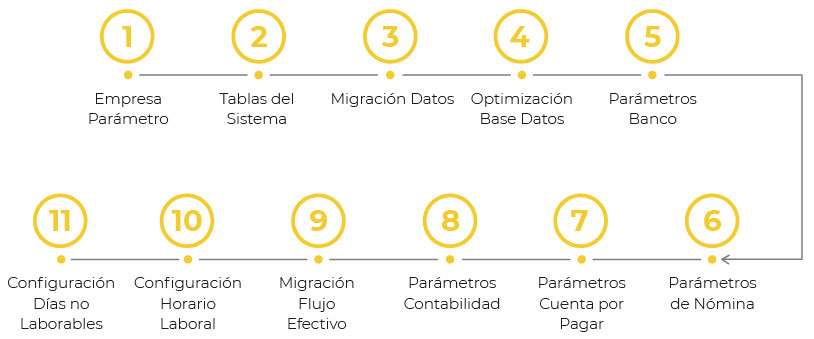 1
Empresa
Parámetro
2
Tablas del
Sistema
3
Migración Datos
4
Optimización
Base Datos
5
Parámetros
Banco
6
Parámetros
de Nómina
7
Parámetros
Cuenta por
Pagar
8
Parámetros
Contabilidad
9
Migración
Flujo
Efectivo
10
Configuración
Horario
Laboral
11
Configuración
Días no
Laborables